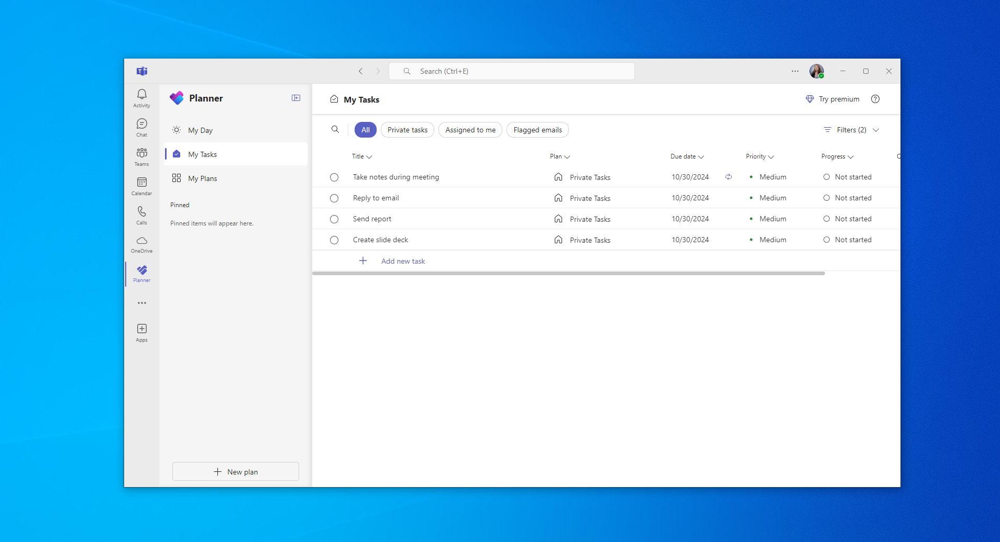 Search (Ctrl+E)
Activity
Chat
Teams
Calendar
Calls
OneDrive
Planner
Apps
Planner
My Day
My Tasks
My Plans
Pinned
Pinned items will appear here.
New plan
My Tasks
Try premium
All Private tasks Assigned to me Flagged emails Filters (2)
Title Plan Due date Priority Progress
Take notes during meeting Private Tasks 10/30/2024 Medium Not started
Reply to email Private Tasks 10/30/2024 Medium Not started
Send report Private Tasks 10/30/2024 Medium Not started
Create slide deck Private Tasks 10/30/2024 Medium Not started
Add new task